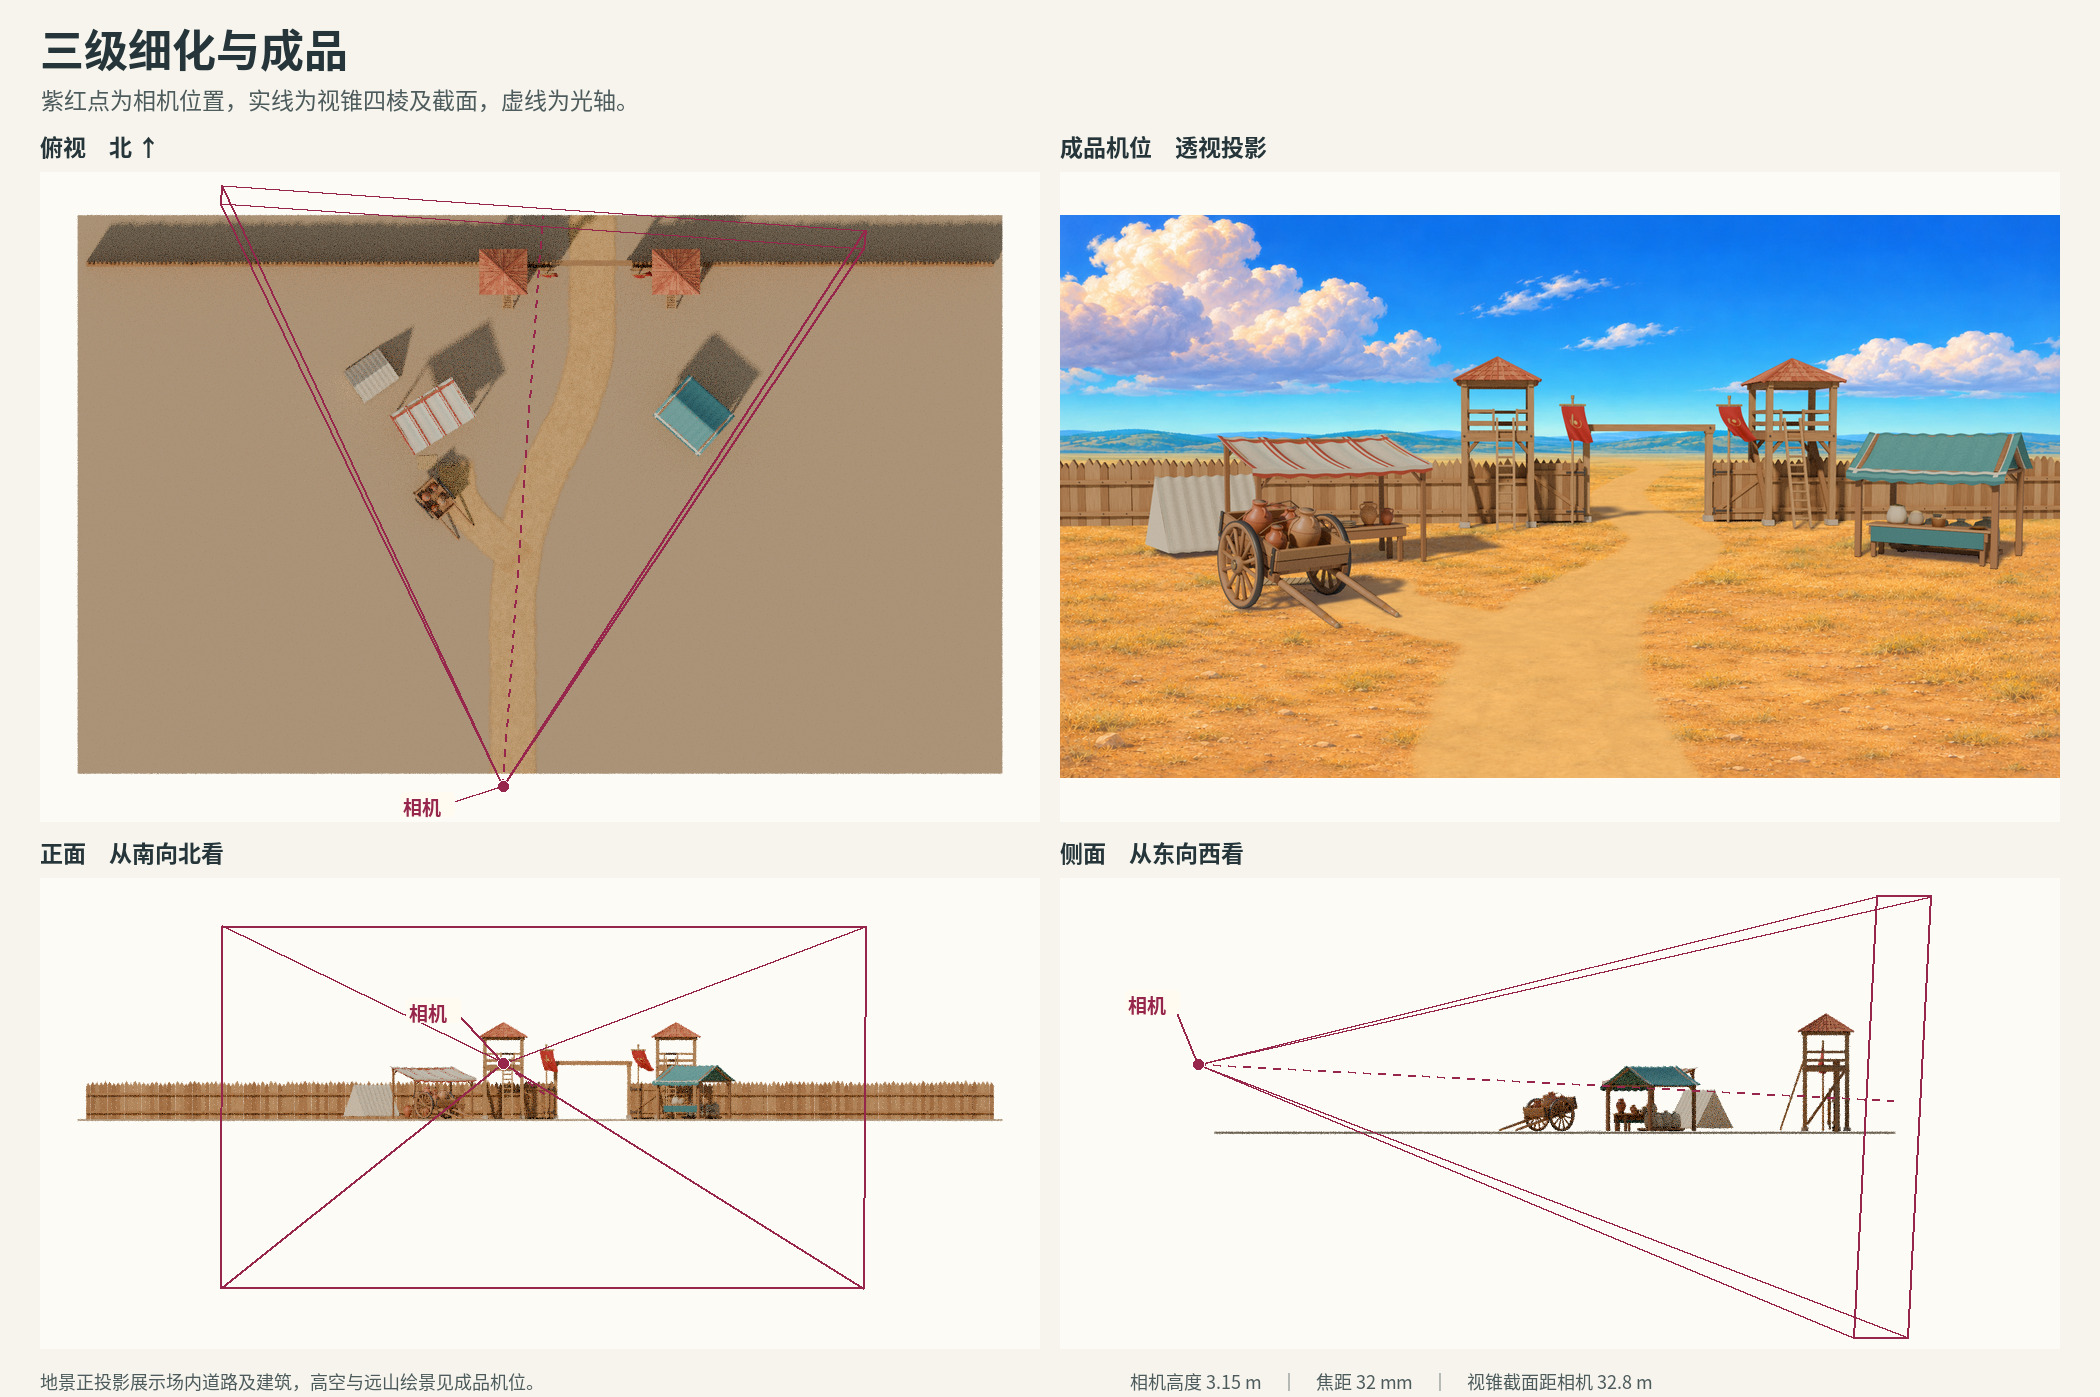 三级细化与成品
紫红点为相机位置，实线为视锥四棱及截面，虚线为光轴。
俯视 北 ↑
成品机位 透视投影
相机
正面 从南向北看
侧面 从东向西看
相机
相机
地景正投影展示场内道路及建筑，高空与远山绘景见成品机位。
相机高度 3.15 m ｜ 焦距 32 mm ｜ 视锥截面距相机 32.8 m